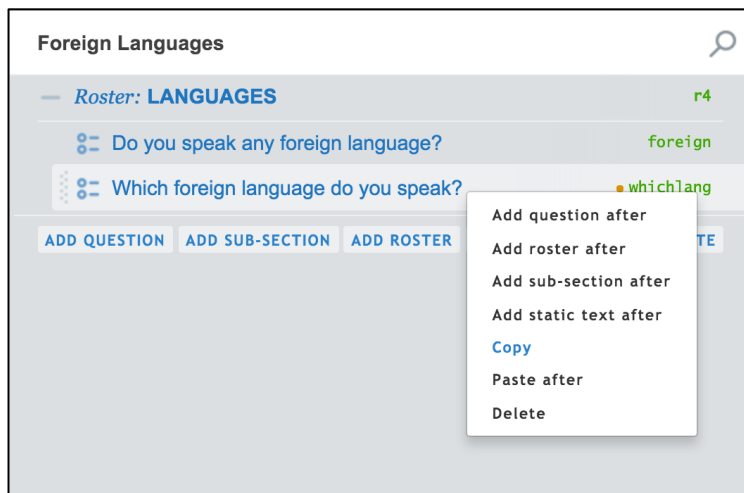 Foreign Languages
Roster: LANGUAGES r4
Do you speak any foreign language? foreign
Which foreign language do you speak? whichlang
ADD QUESTION ADD SUB-SECTION ADD ROSTER
Add question after
Add roster after
Add sub-section after
Add static text after
Copy
Paste after
Delete